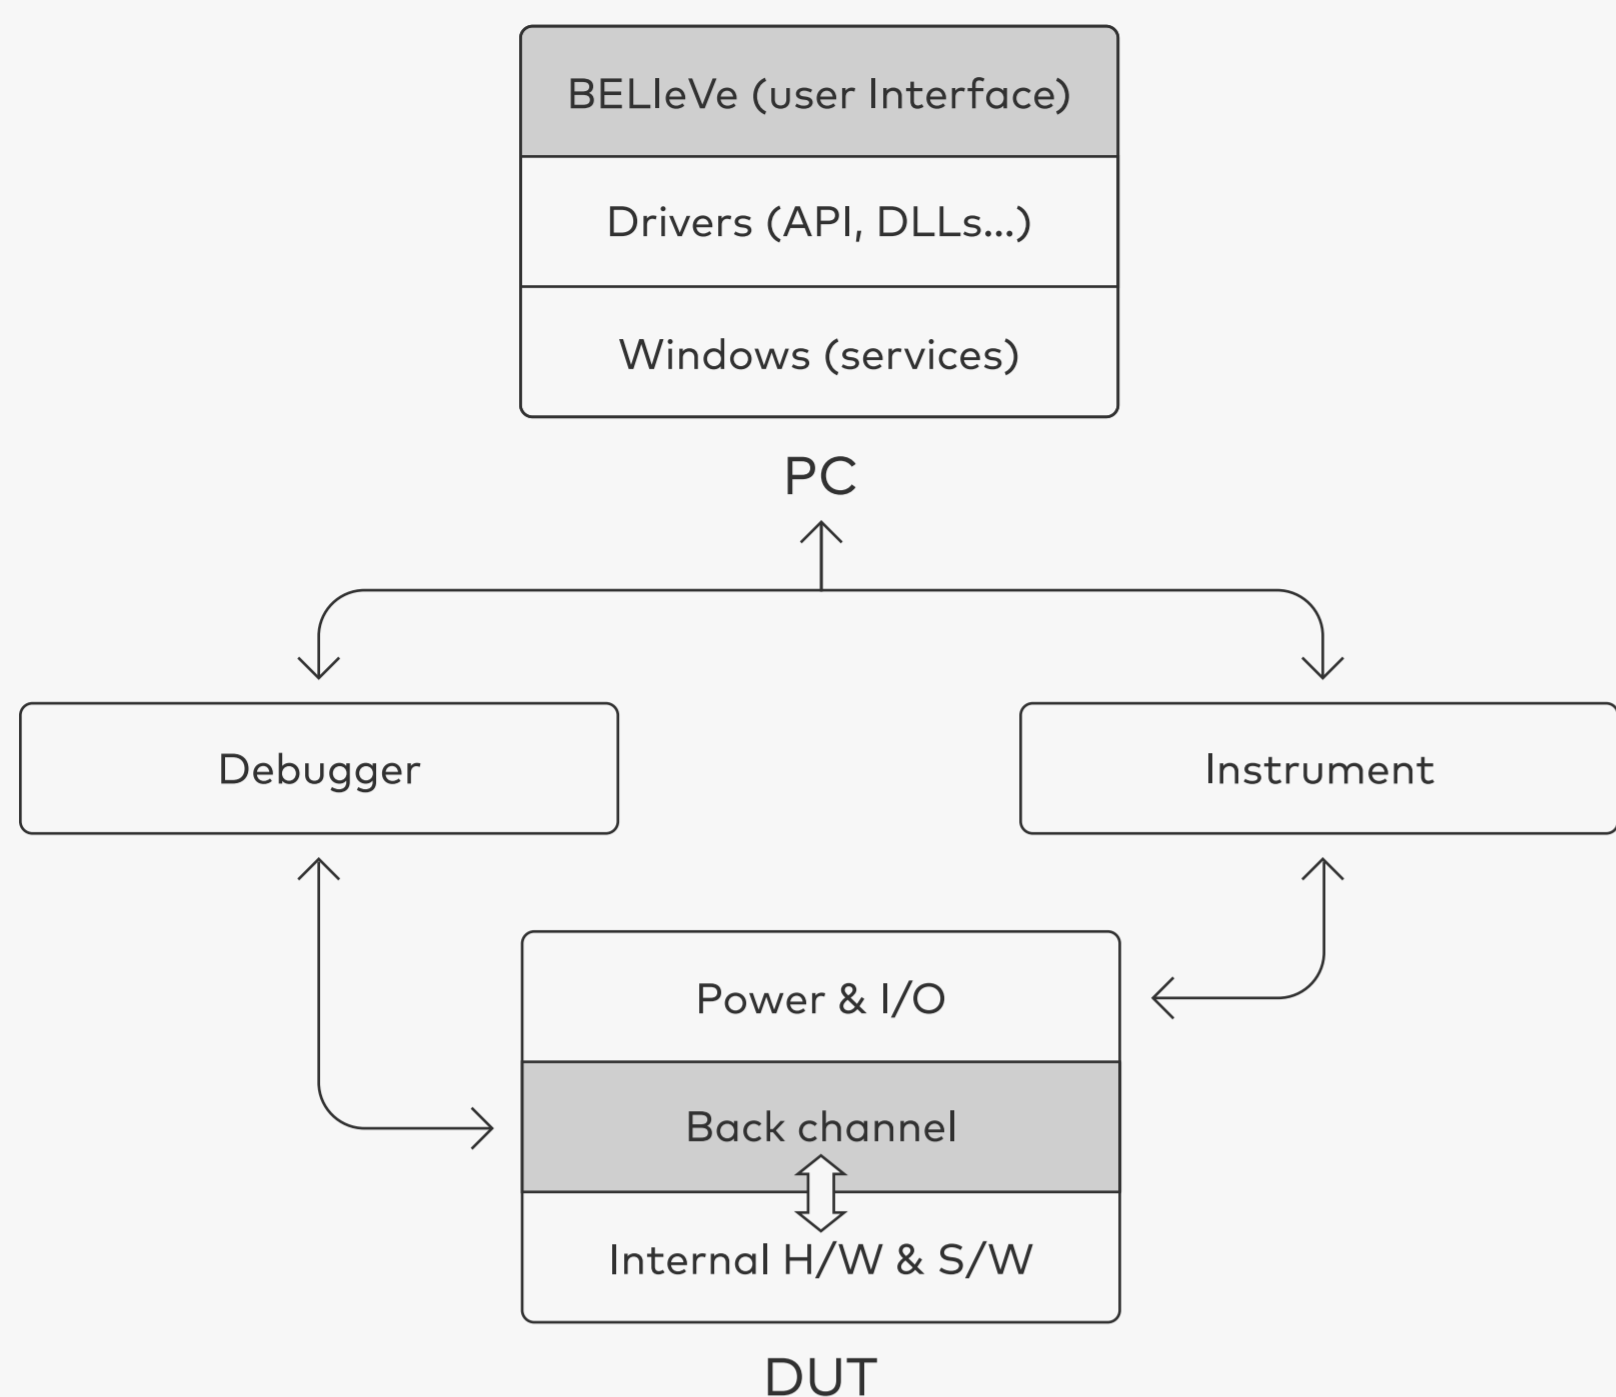 BELIeVe (user Interface)
Drivers (API, DLLs...)
Windows (services)
PC
Debugger
Instrument
Power & I/O
Back channel
Internal H/W & S/W
DUT